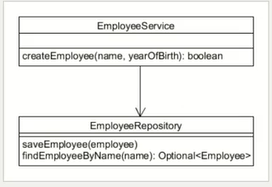 EmployeeService
createEmployee(name, yearOfBirth): boolean
EmployeeRepository
saveEmployee(employee)
findEmployeeByName(name): Optional<Employee>